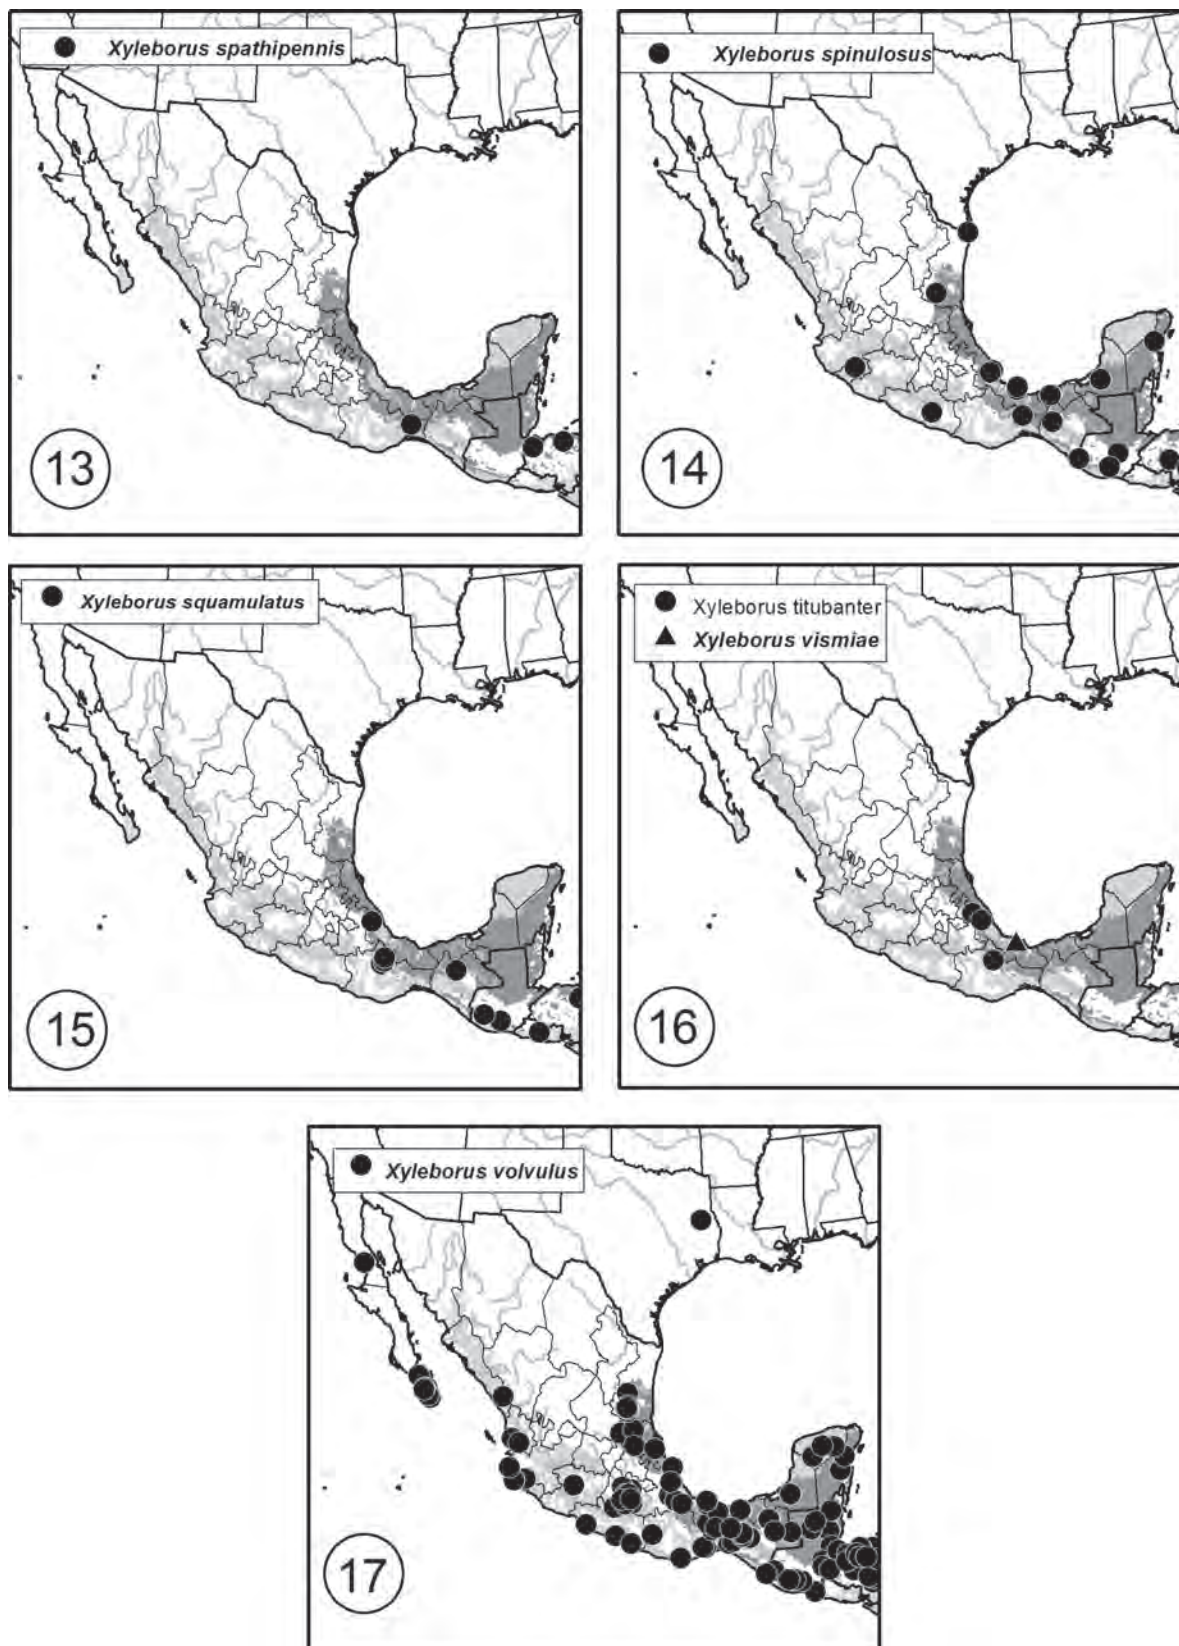 Xyleborus spathipennis
13
Xyleborus spinulosus
14
Xyleborus squamulatus
15
Xyleborus titubanter
Xyleborus vismiae
16
Xyleborus volvulus
17